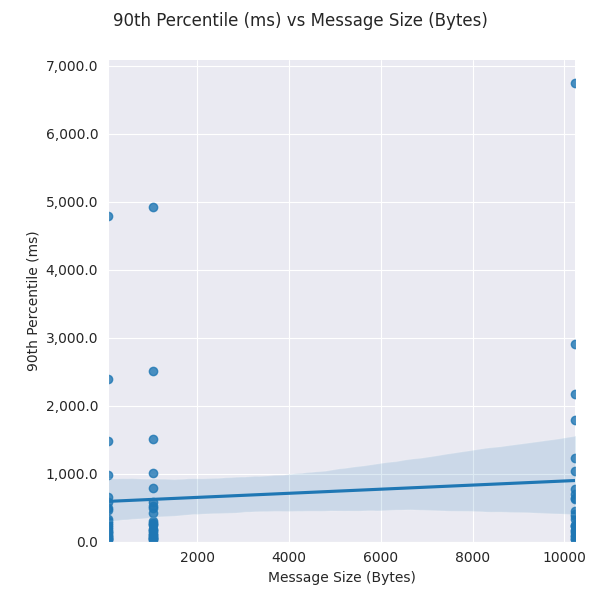 90th Percentile (ms) vs Message Size (Bytes)
7,000.0
6,000.0
5,000.0
4,000.0
3,000.0
2,000.0
1,000.0
0.0
90th Percentile (ms)
2000 4000 6000 8000 10000
Message Size (Bytes)